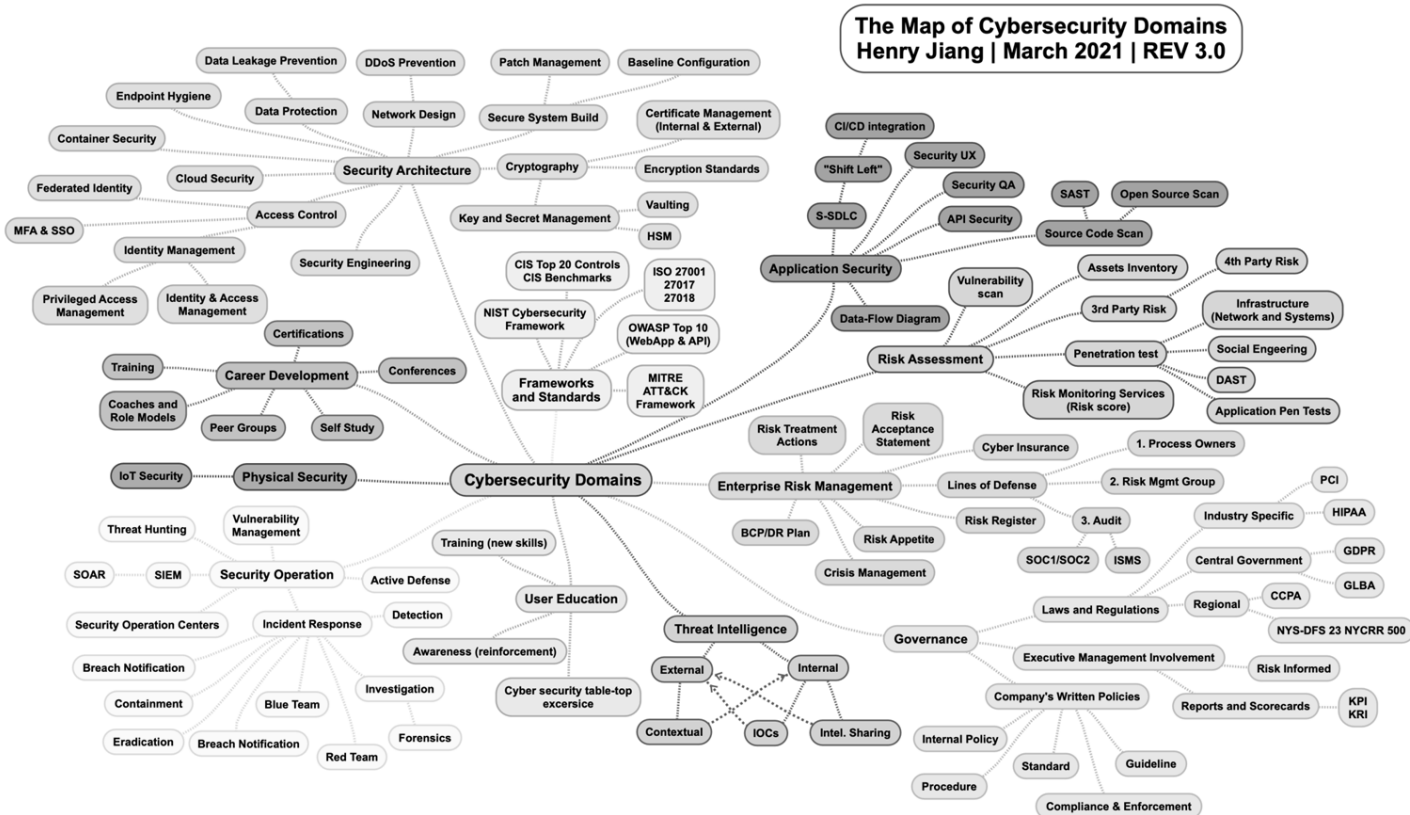 The Map of Cybersecurity Domains
Henry Jiang | March 2021 | REV 3.0
Data Leakage Prevention
DDoS Prevention
Patch Management
Baseline Configuration
Endpoint Hygiene
Data Protection
Network Design
Secure System Build
Certificate Management
(Internal & External)
Container Security
Security Architecture
Cryptography
Encryption Standards
Cloud Security
Federated Identity
Access Control
Key and Secret Management
Vaulting
HSM
MFA & SSO
Identity Management
Security Engineering
Privileged Access
Management
Identity & Access
Management
CIS Top 20 Controls
CIS Benchmarks
ISO 27001
27017
27018
NIST Cybersecurity
Framework
OWASP Top 10
(WebApp & API)
Frameworks
and Standards
MITRE
ATT&CK
Framework
CI/CD integration
"Shift Left"
Security UX
Security QA
S-SDLC
API Security
SAST
Open Source Scan
Source Code Scan
Application Security
Data-Flow Diagram
Vulnerability
scan
Assets Inventory
4th Party Risk
3rd Party Risk
Infrastructure
(Network and Systems)
Risk Assessment
Penetration test
Social Engeering
DAST
Risk Monitoring Services
(Risk score)
Application Pen Tests
Certifications
Training
Career Development
Conferences
Coaches and
Role Models
Peer Groups
Self Study
IoT Security
Physical Security
Cybersecurity Domains
Risk Treatment
Actions
Risk
Acceptance
Statement
Cyber Insurance
1. Process Owners
Enterprise Risk Management
Lines of Defense
2. Risk Mgmt Group
BCP/DR Plan
Risk Appetite
Risk Register
3. Audit
SOC1/SOC2
ISMS
Crisis Management
PCI
Industry Specific
HIPAA
GDPR
Central Government
GLBA
Laws and Regulations
Regional
CCPA
NYS-DFS 23 NYCRR 500
Governance
Executive Management Involvement
Risk Informed
Company's Written Policies
Reports and Scorecards
KPI
KRI
Internal Policy
Standard
Guideline
Procedure
Compliance & Enforcement
Threat Hunting
Vulnerability
Management
SOAR
SIEM
Security Operation
Active Defense
Security Operation Centers
Incident Response
Detection
Breach Notification
Containment
Blue Team
Investigation
Eradication
Breach Notification
Red Team
Forensics
Training (new skills)
User Education
Awareness (reinforcement)
Cyber security table-top
excersice
Threat Intelligence
External
Internal
Contextual
IOCs
Intel. Sharing